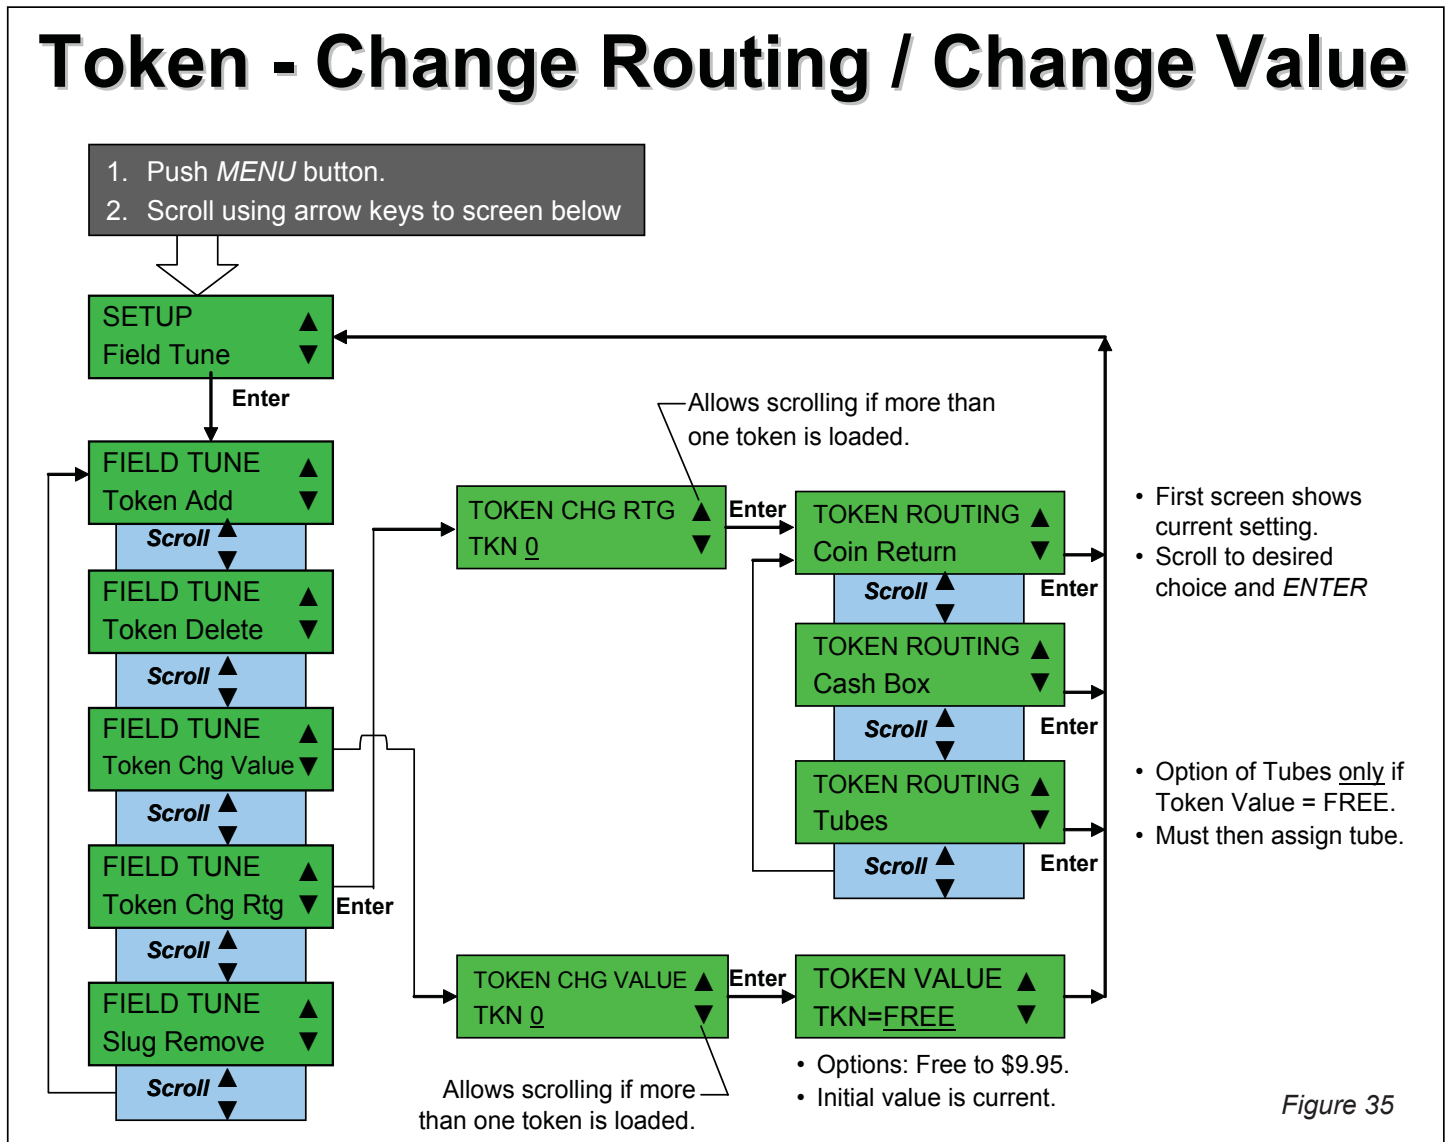 Token - Change Routing / Change Value
1. Push MENU button.
2. Scroll using arrow keys to screen below
SETUP ▲
Field Tune ▼
Enter
FIELD TUNE ▲
Token Add ▼
Scroll ▲
▼
FIELD TUNE ▲
Token Delete ▼
Scroll ▲
▼
FIELD TUNE ▲
Token Chg Value ▼
Scroll ▲
▼
FIELD TUNE ▲
Token Chg Rtg ▼
Enter
Scroll ▲
▼
FIELD TUNE ▲
Slug Remove ▼
Scroll ▲
▼
Allows scrolling if more than
one token is loaded.
TOKEN CHG RTG ▲
TKN 0 ▼
Enter
TOKEN ROUTING ▲
Coin Return ▼
Enter
Scroll ▲
▼
TOKEN ROUTING ▲
Cash Box ▼
Enter
Scroll ▲
▼
TOKEN ROUTING ▲
Tubes ▼
Enter
Scroll ▲
▼
• First screen shows
current setting.
• Scroll to desired
choice and ENTER
• Option of Tubes only if
Token Value = FREE.
• Must then assign tube.
TOKEN CHG VALUE ▲
TKN 0 ▼
Enter
TOKEN VALUE ▲
TKN=FREE ▼
Allows scrolling if more
than one token is loaded.
• Options: Free to $9.95.
• Initial value is current.
Figure 35